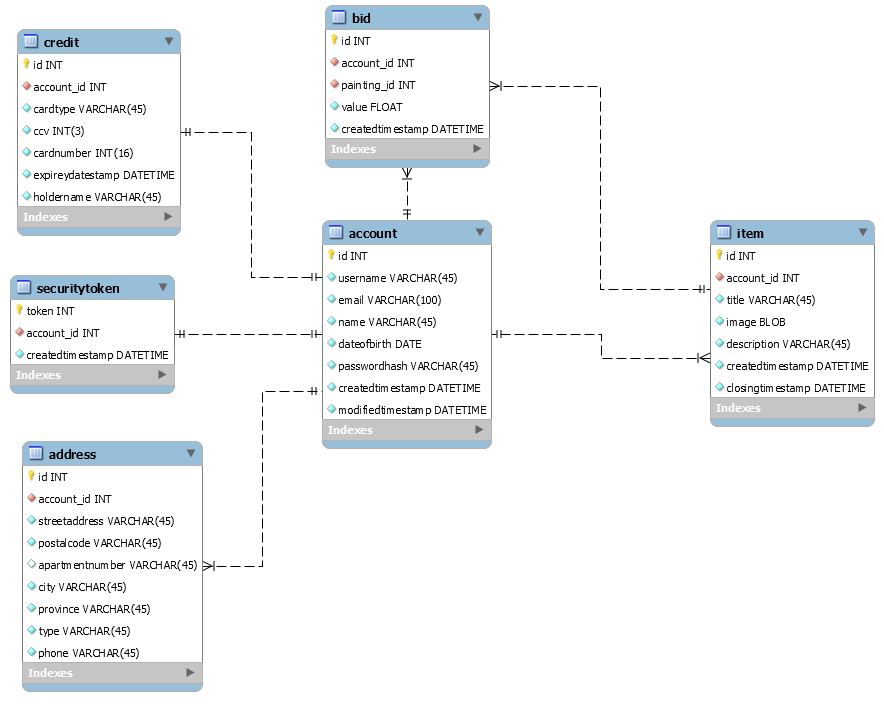 credit
id INT
account_id INT
cardtype VARCHAR(45)
ccv INT(3)
cardnumber INT(16)
expireydatestamp DATETIME
holdername VARCHAR(45)
Indexes
securitytoken
token INT
account_id INT
createdtimestamp DATETIME
Indexes
address
id INT
account_id INT
streetaddress VARCHAR(45)
postalcode VARCHAR(45)
apartmentnumber VARCHAR(45)
city VARCHAR(45)
province VARCHAR(45)
type VARCHAR(45)
phone VARCHAR(45)
Indexes
bid
id INT
account_id INT
painting_id INT
value FLOAT
createdtimestamp DATETIME
Indexes
account
id INT
username VARCHAR(45)
email VARCHAR(100)
name VARCHAR(45)
dateofbirth DATE
passwordhash VARCHAR(45)
createdtimestamp DATETIME
modifiedtimestamp DATETIME
Indexes
item
id INT
account_id INT
title VARCHAR(45)
image BLOB
description VARCHAR(45)
createdtimestamp DATETIME
closingtimestamp DATETIME
Indexes